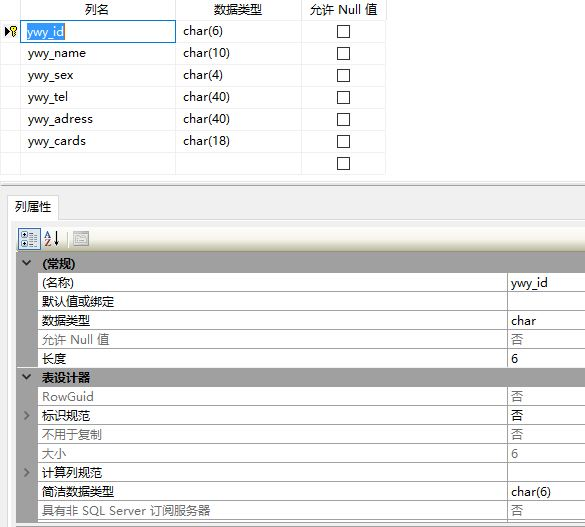 列名 数据类型 允许 Null 值
ywy_id char(6)
ywy_name char(10)
ywy_sex char(4)
ywy_tel char(40)
ywy_adress char(40)
ywy_cards char(18)
列属性
(常规)
(名称) ywy_id
默认值或绑定
数据类型 char
允许 Null 值 否
长度 6
表设计器
RowGuid 否
标识规范 否
不用于复制 否
大小 6
计算列规范
简洁数据类型 char(6)
具有非 SQL Server 订阅服务器 否